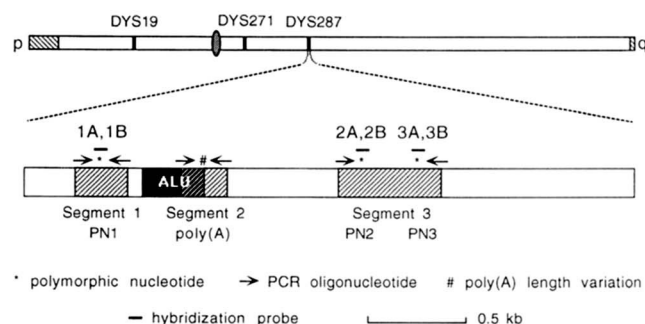 DYS19 DYS271 DYS287
p q
1A,1B 2A,2B 3A,3B
* * *
#
ALU
Segment 1 Segment 2 Segment 3
PN1 poly(A) PN2 PN3
* polymorphic nucleotide → PCR oligonucleotide # poly(A) length variation
hybridization probe 0.5 kb